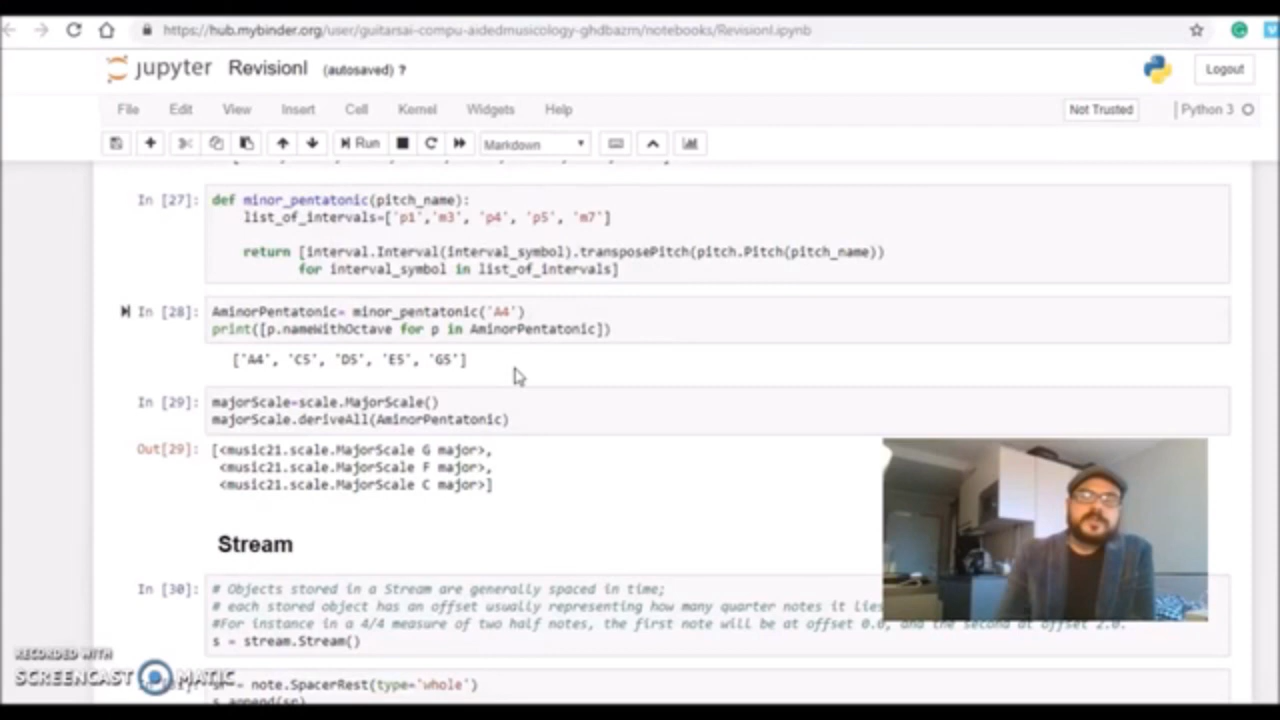 https://hub.mybinder.org/user/guitarsai-compu-aidedmusicology-ghdbazm/notebooks/RevisionI.ipynb
jupyter RevisionI (autosaved) ?
Logout
File Edit View Insert Cell Kernel Widgets Help
Not Trusted
Python 3
Run
Markdown
In [27]: def minor_pentatonic(pitch_name):
list_of_intervals=['p1','m3', 'p4', 'p5', 'm7']
return [interval.Interval(interval_symbol).transposePitch(pitch.Pitch(pitch_name))
for interval_symbol in list_of_intervals]
In [28]: AminorPentatonic= minor_pentatonic('A4')
print([p.nameWithOctave for p in AminorPentatonic])
['A4', 'C5', 'D5', 'E5', 'G5']
In [29]: majorScale=scale.MajorScale()
majorScale.deriveAll(AminorPentatonic)
Out[29]: [<music21.scale.MajorScale G major>,
<music21.scale.MajorScale F major>,
<music21.scale.MajorScale C major>]
Stream
In [30]: # Objects stored in a Stream are generally spaced in time;
# each stored object has an offset usually representing how many quarter notes it lies
#For instance in a 4/4 measure of two half notes, the first note will be at offset 0.0, and the second at offset 2.0.
s = stream.Stream()
= note.SpacerRest(type='whole')
RECORDED WITH
SCREENCAST MATIC